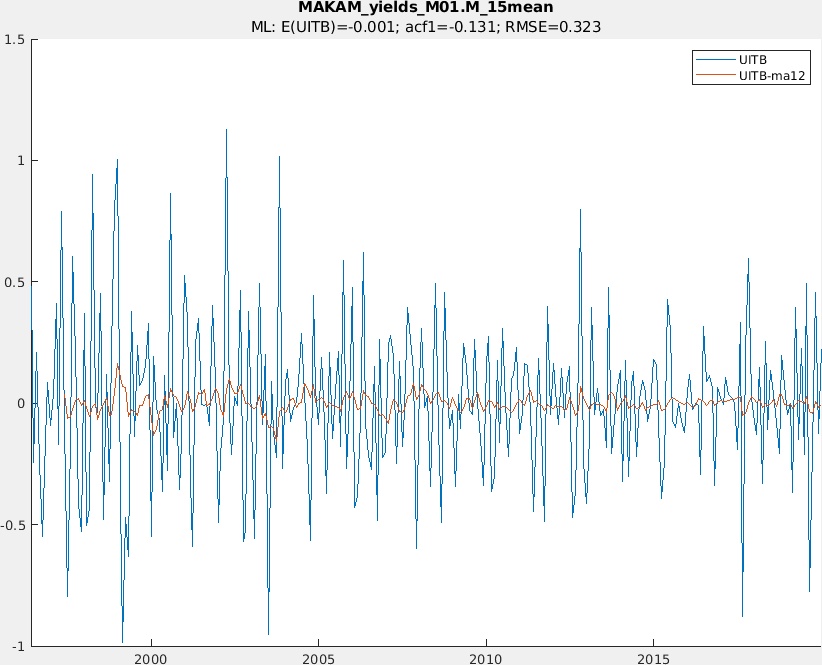 MAKAM_yields_M01.M_15mean
ML: E(UITB)=-0.001; acf1=-0.131; RMSE=0.323
1.5
UITB
UITB-ma12
1
0.5
0
-0.5
-1
2000 2005 2010 2015